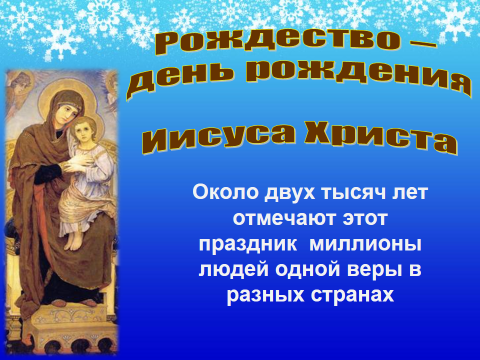 Рождество –
день рождения
Иисуса Христа
Около двух тысяч лет
отмечают этот
праздник миллионы
людей одной веры в
разных странах